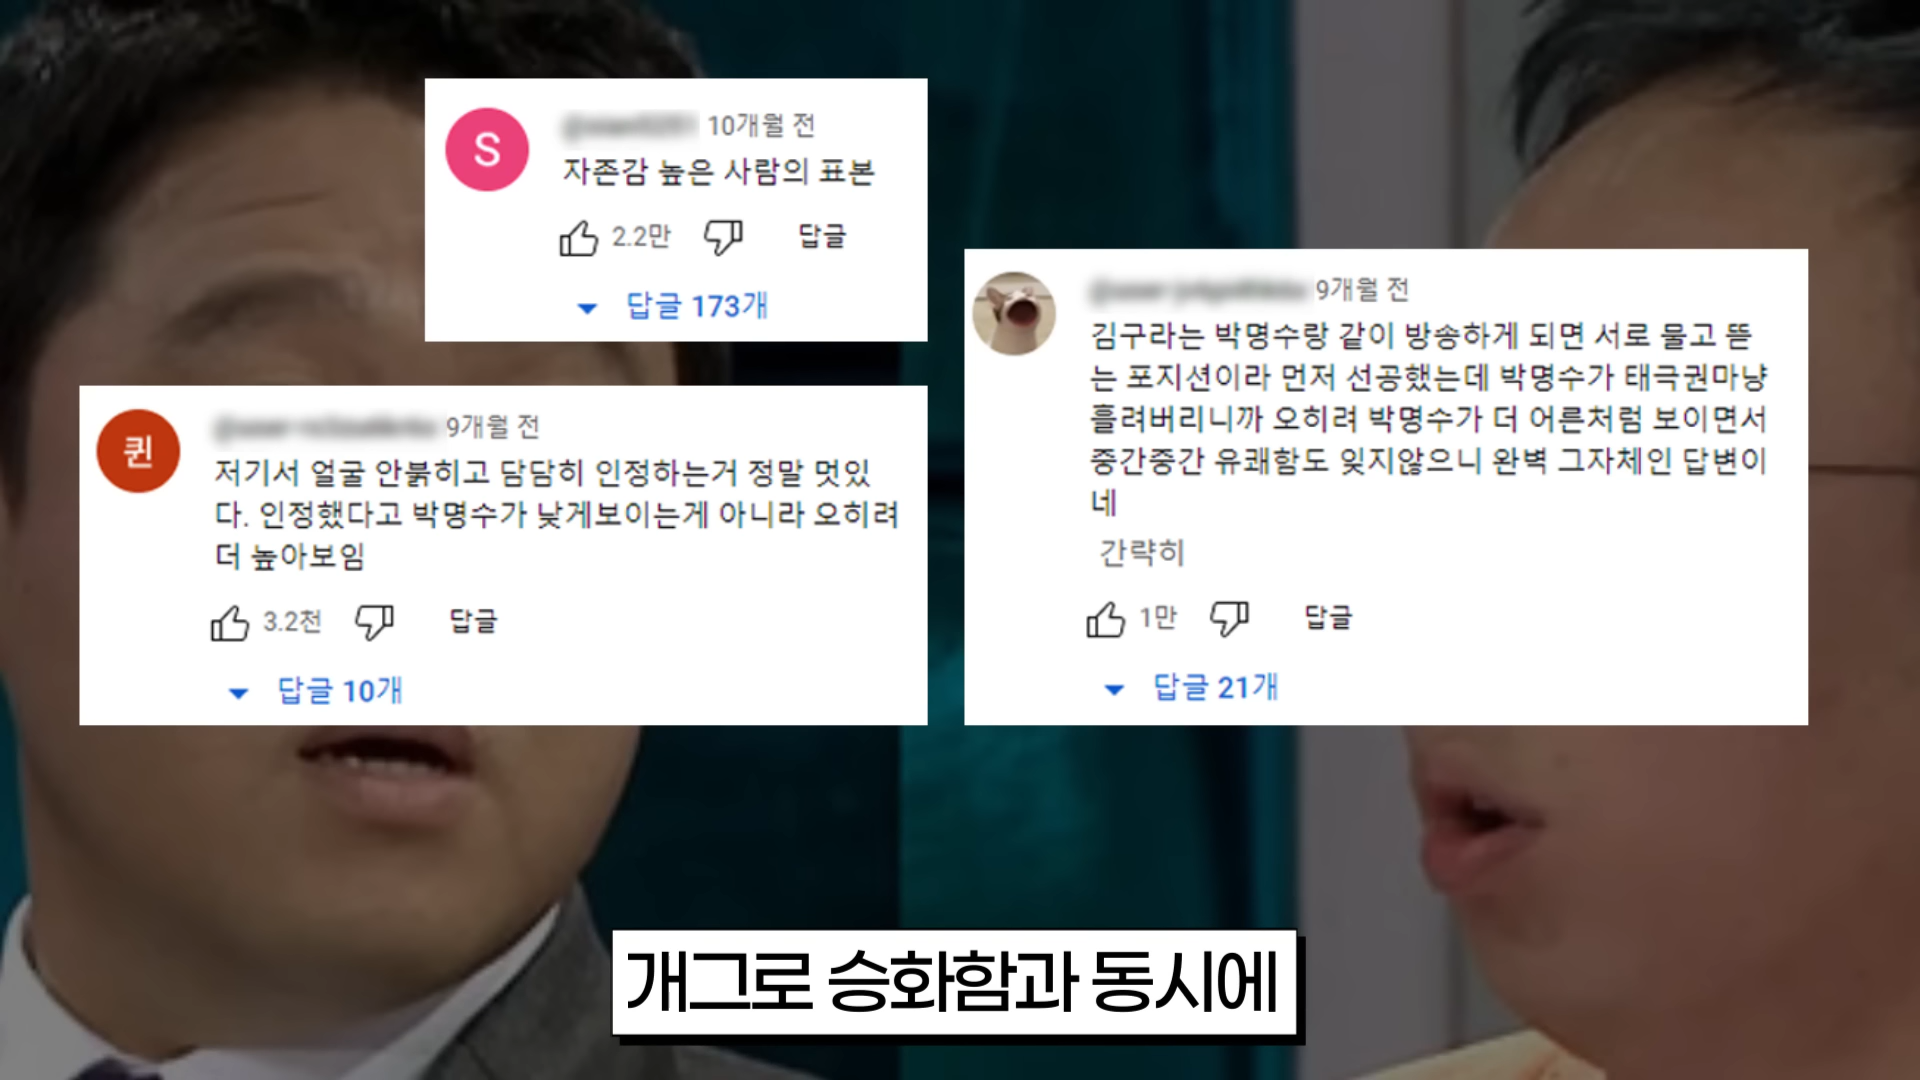 S
10개월 전
자존감 높은 사람의 표본
2.2만 답글
답글 173개
퀸
9개월 전
저기서 얼굴 안붉히고 담담히 인정하는거 정말 멋있
다. 인정했다고 박명수가 낮게보이는게 아니라 오히려
더 높아보임
3.2천 답글
답글 10개
9개월 전
김구라는 박명수랑 같이 방송하게 되면 서로 물고 뜯
는 포지션이라 먼저 선공했는데 박명수가 태극권마냥
흘려버리니까 오히려 박명수가 더 어른처럼 보이면서
중간중간 유쾌함도 잊지않으니 완벽 그자체인 답변이
네
간략히
1만 답글
답글 21개
개그로 승화함과 동시에